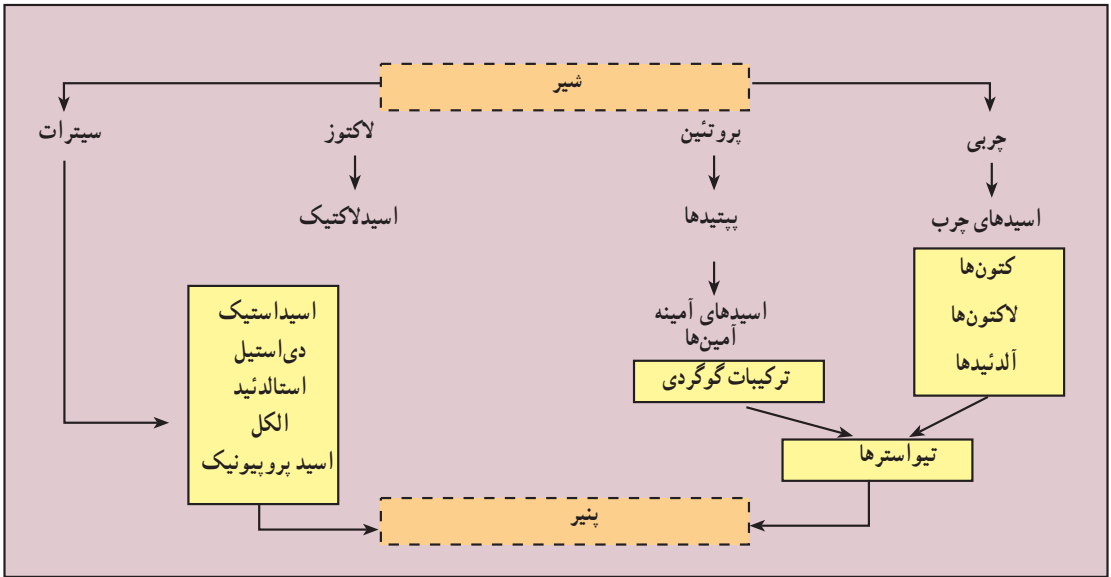 شیر
چربی
پروتئین
لاکتوز
سیترات
اسیدهای چرب
پپتیدها
اسیدلاکتیک
کتون‌ها
لاکتون‌ها
آلدئیدها
اسیدهای آمینه
آمین‌ها
ترکیبات گوگردی
تیواسترها
اسیداستیک
دی‌استیل
استالدئید
الکل
اسید پروپیونیک
پنیر